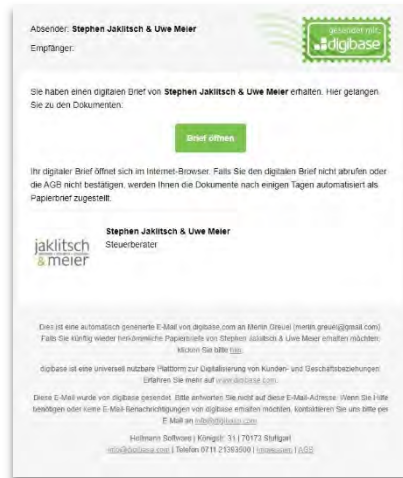 Absender: Stephen Jaklitsch & Uwe Meier
Empfänger:
gesendet mit
digibase
Sie haben einen digitalen Brief von Stephen Jaklitsch & Uwe Meier erhalten. Hier gelangen
Sie zu den Dokumenten:
Brief öffnen
Ihr digitaler Brief öffnet sich im Internet-Browser. Falls Sie den digitalen Brief nicht abrufen oder
die AGB nicht bestätigen, werden Ihnen die Dokumente nach einigen Tagen automatisiert als
Papierbrief zugestellt.
Stephen Jaklitsch & Uwe Meier
Steuerberater
jaklitsch
& meier
Dies ist eine automatisch generierte E-Mail von digibase.com an Merlin Greuel (merlin.greuel@gmail.com).
Falls Sie künftig wieder herkömmliche Papierbriefe von Stephen Jaklitsch & Uwe Meier erhalten möchten,
klicken Sie bitte hier.
digibase ist eine universell nutzbare Plattform zur Digitalisierung von Kunden- und Geschäftsbeziehungen.
Erfahren Sie mehr auf www.digibase.com.
Diese E-Mail wurde von digibase gesendet. Bitte antworten Sie nicht auf diese E-Mail-Adresse. Wenn Sie Hilfe
benötigen oder keine E-Mail-Benachrichtigungen von digibase erhalten möchten, kontaktieren Sie uns bitte per
E-Mail an info@digibase.com.
Hottmann Software | Königstr. 31 | 70173 Stuttgart
info@digibase.com | Telefon 0711 21393500 | Impressum | AGB